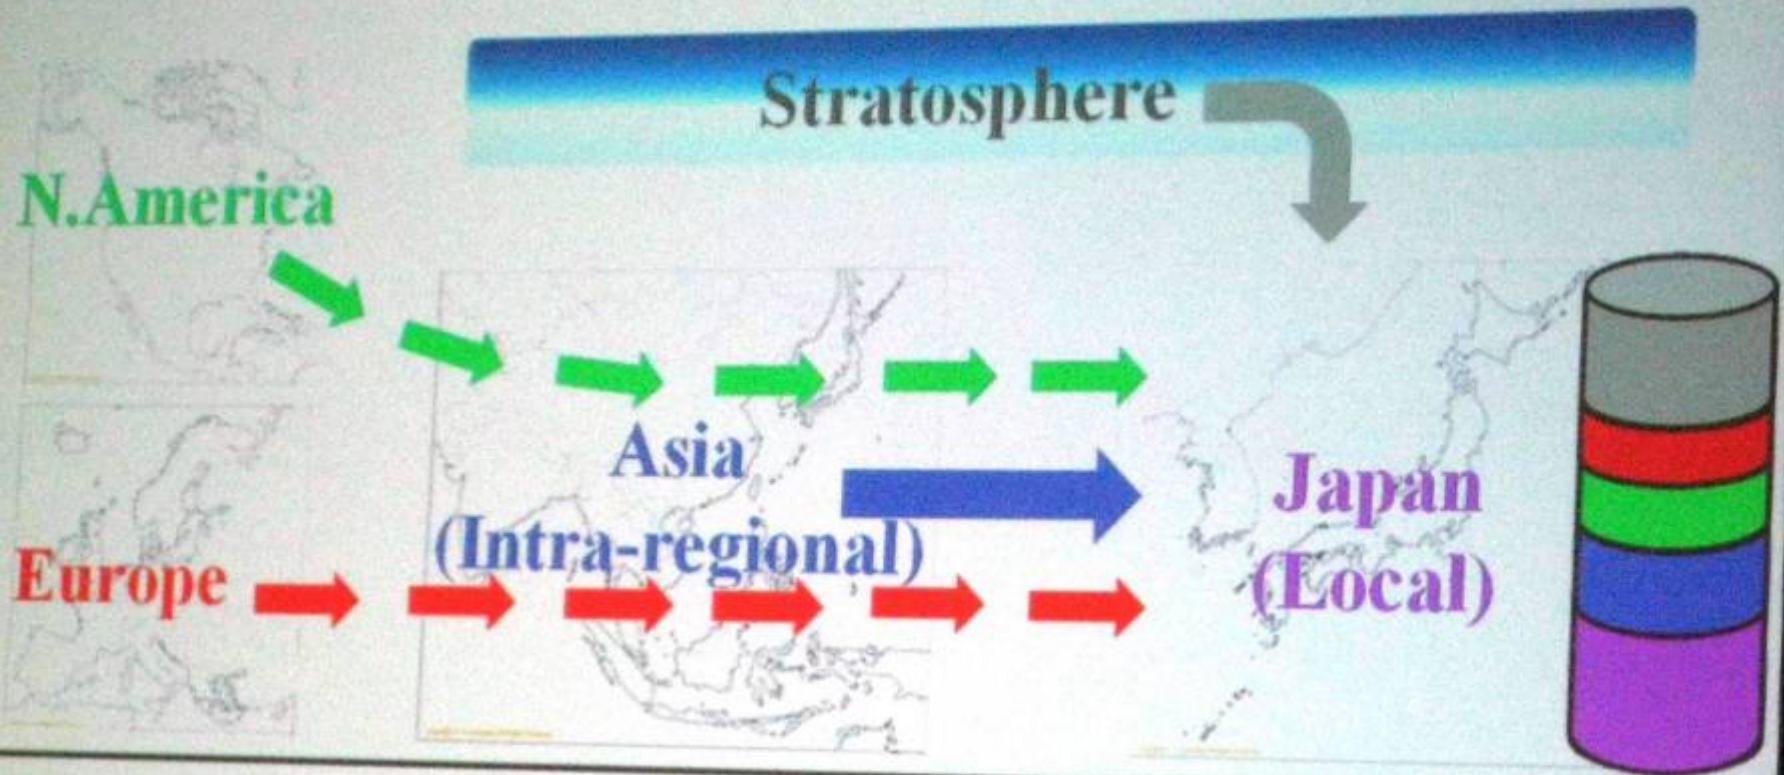 Stratosphere
N.America
Asia
(Intra-regional)
Europe
Japan
(Local)